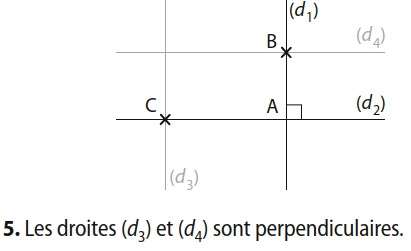 (d₁)
B
(d₄)
C
A
(d₂)
(d₃)
5. Les droites (d₃) et (d₄) sont perpendiculaires.